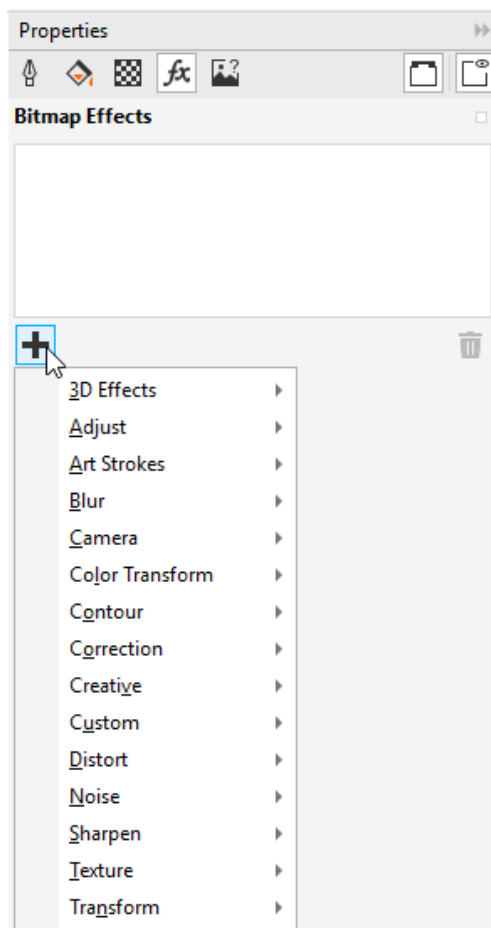 Properties
fx
?
Bitmap Effects
3D Effects
Adjust
Art Strokes
Blur
Camera
Color Transform
Contour
Correction
Creative
Custom
Distort
Noise
Sharpen
Texture
Transform